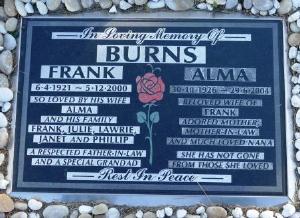 In Loving Memory Of
BURNS
FRANK
6-4-1921 - 5-12-2000
SO LOVED BY HIS WIFE
ALMA
AND HIS FAMILY
FRANK, JULIE, LAWRIE,
JANET AND PHILLIP
A RESPECTED FATHER-IN-LAW
AND A SPECIAL GRANDAD
ALMA
30-10-1926 - 29-6-2004
BELOVED WIFE OF
FRANK
ADORED MOTHER,
MOTHER-IN-LAW
AND MUCH LOVED NANA
SHE HAS NOT GONE
FROM THOSE SHE LOVED
Rest In Peace